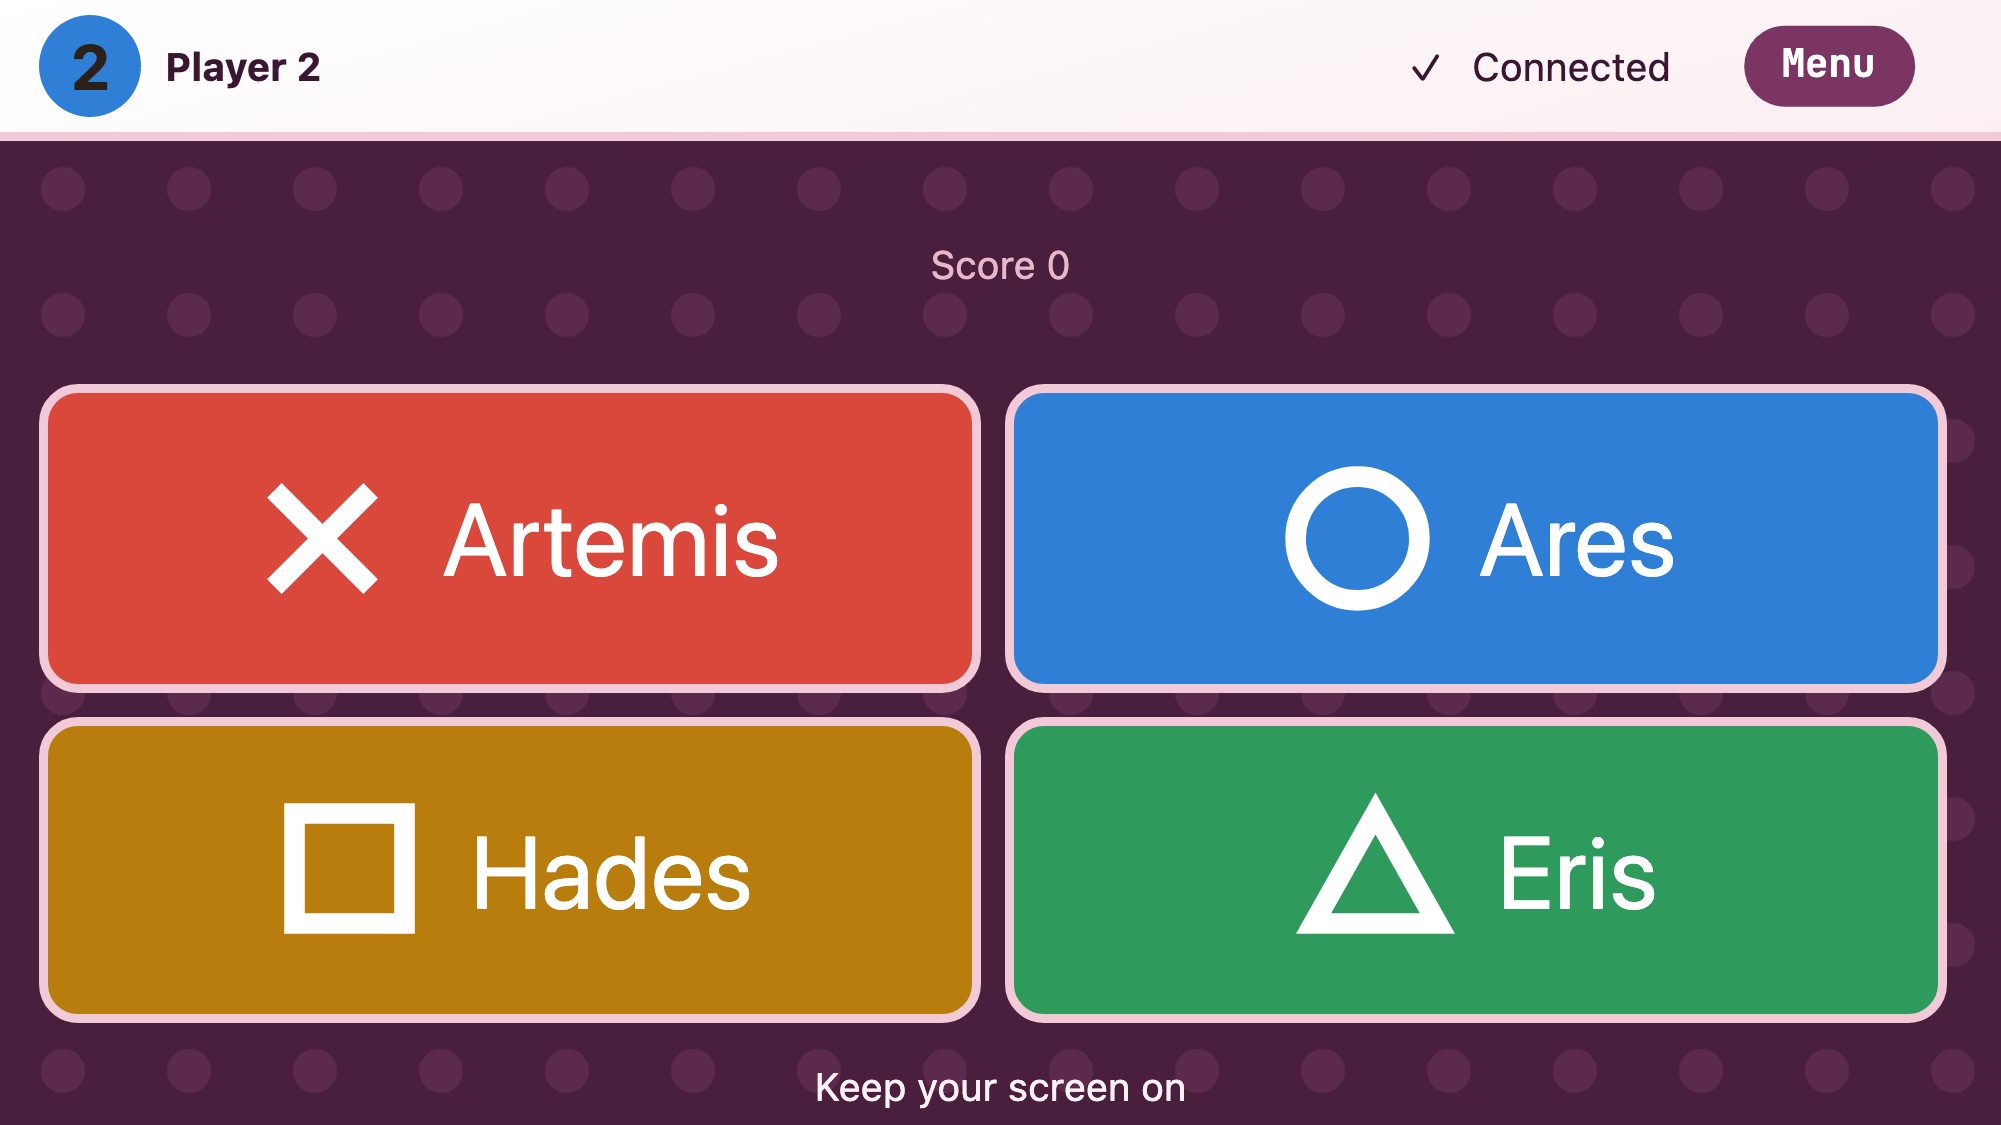 2 Player 2 ✓ Connected Menu
Score 0
Artemis
Ares
Hades
Eris
Keep your screen on